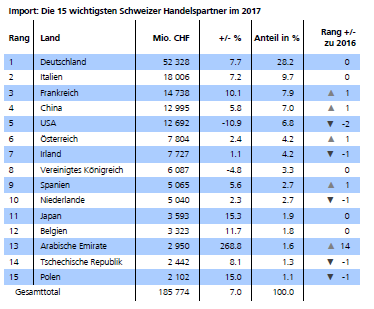 Import: Die 15 wichtigsten Schweizer Handelspartner im 2017
Rang Land Mio. CHF +/- % Anteil in % Rang +/- zu 2016
1 Deutschland 52 328 7.7 28.2 0
2 Italien 18 006 7.2 9.7 0
3 Frankreich 14 738 10.1 7.9 ▲ 1
4 China 12 995 5.8 7.0 ▲ 1
5 USA 12 692 -10.9 6.8 ▼ -2
6 Österreich 7 804 2.4 4.2 ▲ 1
7 Irland 7 727 1.1 4.2 ▼ -1
8 Vereinigtes Königreich 6 087 -4.8 3.3 0
9 Spanien 5 065 5.6 2.7 ▲ 1
10 Niederlande 5 040 2.3 2.7 ▼ -1
11 Japan 3 593 15.3 1.9 0
12 Belgien 3 323 11.7 1.8 0
13 Arabische Emirate 2 950 268.8 1.6 ▲ 14
14 Tschechische Republik 2 442 8.1 1.3 ▼ -1
15 Polen 2 102 15.0 1.1 ▼ -1
Gesamttotal 185 774 7.0 100.0